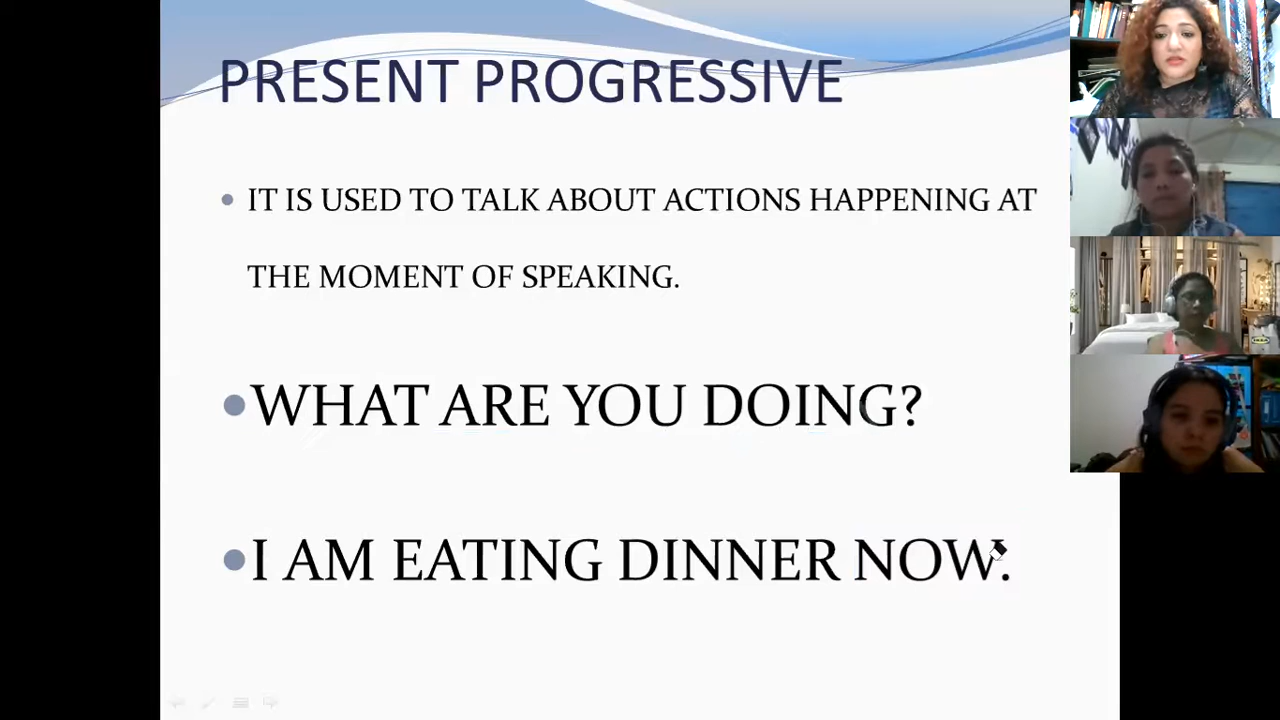 PRESENT PROGRESSIVE
IT IS USED TO TALK ABOUT ACTIONS HAPPENING AT
THE MOMENT OF SPEAKING.
WHAT ARE YOU DOING?
I AM EATING DINNER NOW.
IKEA